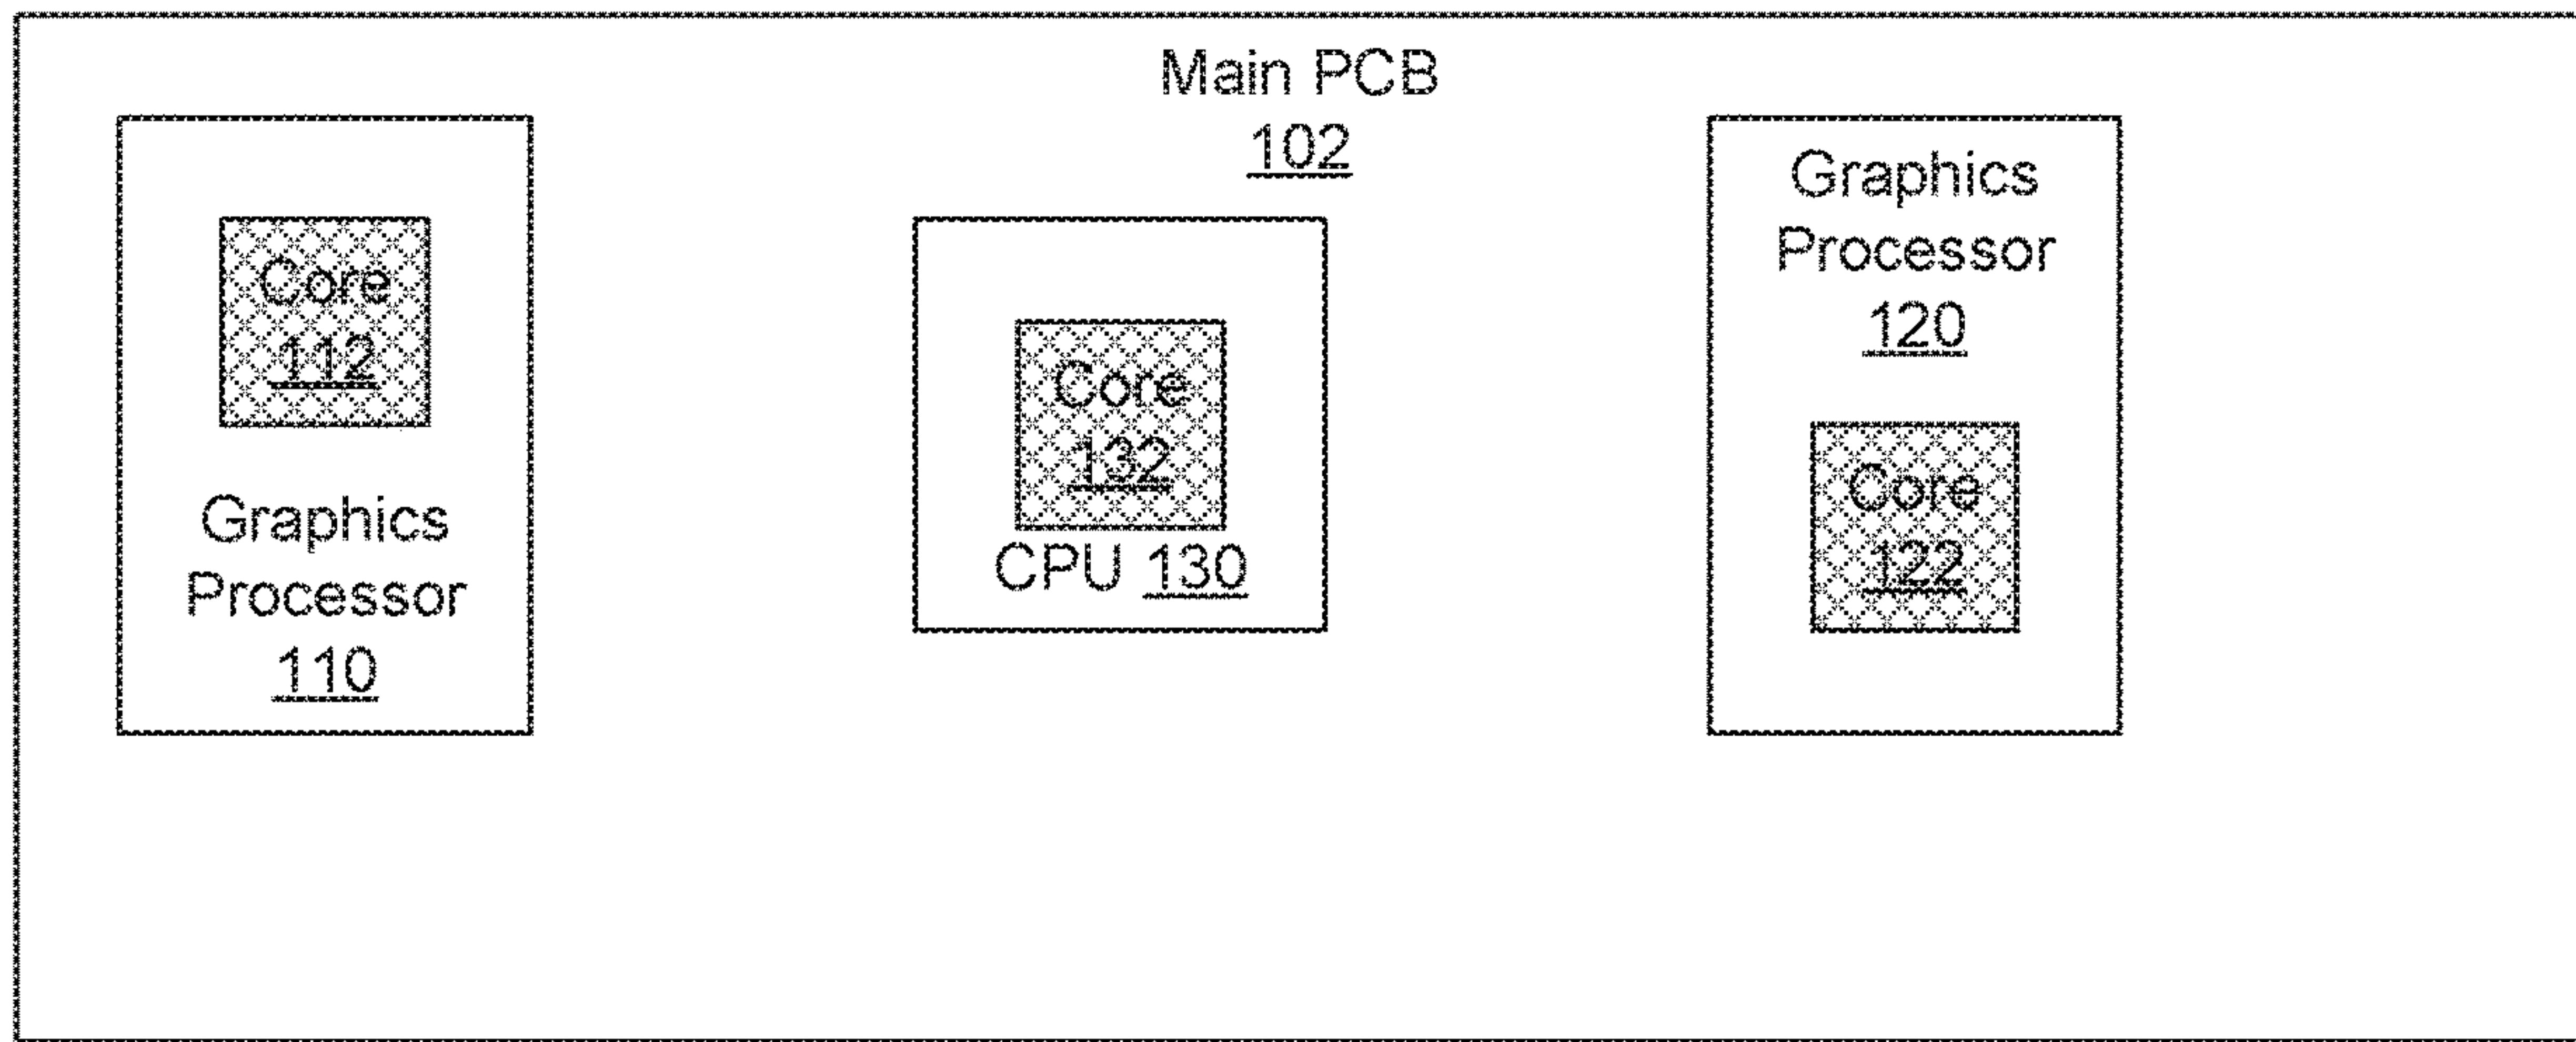 Main PCB
102
Core
112
Graphics
Processor
110
Core
132
CPU 130
Graphics
Processor
120
Core
122